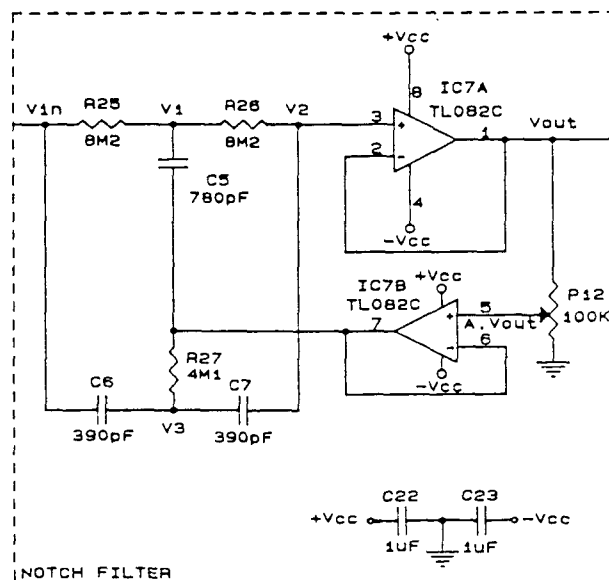 +Vcc
IC7A
TL082C
8
V1n
R25
V1
R26
V2
3
+
1
Vout
8M2
8M2
2
-
C5
780pF
4
-Vcc
+Vcc
IC7B
TL082C
7
+
5
A.Vout
P12
100K
-
6
R27
4M1
-Vcc
C6
C7
390pF
V3
390pF
C22
C23
+Vcc
-Vcc
1uF
1uF
NOTCH FILTER